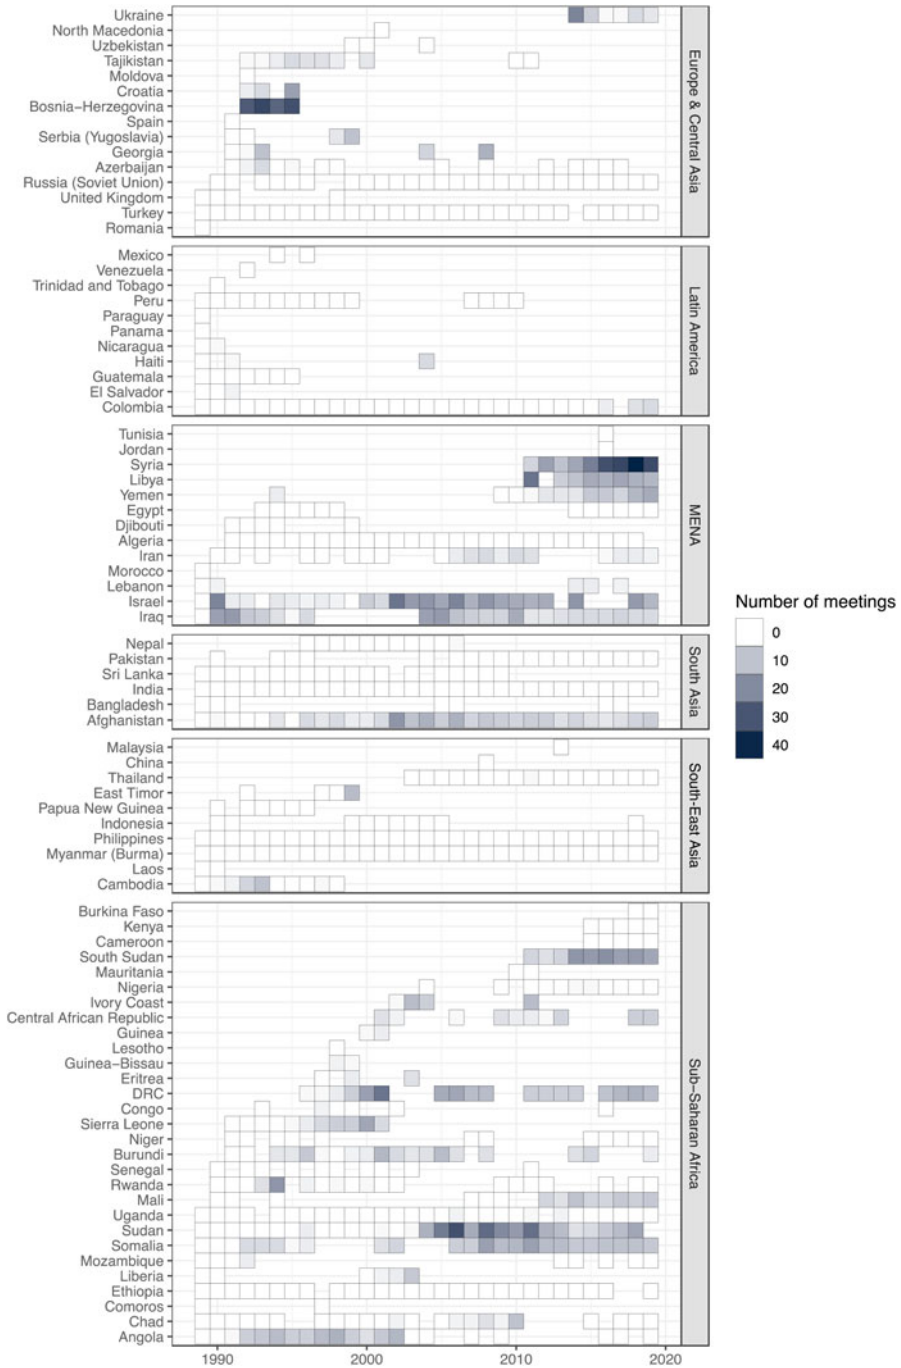 Ukraine
North Macedonia
Uzbekistan
Tajikistan
Moldova
Croatia
Bosnia−Herzegovina
Spain
Serbia (Yugoslavia)
Georgia
Azerbaijan
Russia (Soviet Union)
United Kingdom
Turkey
Romania
Europe & Central Asia
Mexico
Venezuela
Trinidad and Tobago
Peru
Paraguay
Panama
Nicaragua
Haiti
Guatemala
El Salvador
Colombia
Latin America
Tunisia
Jordan
Syria
Libya
Yemen
Egypt
Djibouti
Algeria
Iran
Morocco
Lebanon
Israel
Iraq
MENA
Number of meetings
0
10
20
30
40
Nepal
Pakistan
Sri Lanka
India
Bangladesh
Afghanistan
South Asia
Malaysia
China
Thailand
East Timor
Papua New Guinea
Indonesia
Philippines
Myanmar (Burma)
Laos
Cambodia
South−East Asia
Burkina Faso
Kenya
Cameroon
South Sudan
Mauritania
Nigeria
Ivory Coast
Central African Republic
Guinea
Lesotho
Guinea−Bissau
Eritrea
DRC
Congo
Sierra Leone
Niger
Burundi
Senegal
Rwanda
Mali
Uganda
Sudan
Somalia
Mozambique
Liberia
Ethiopia
Comoros
Chad
Angola
Sub−Saharan Africa
1990
2000
2010
2020